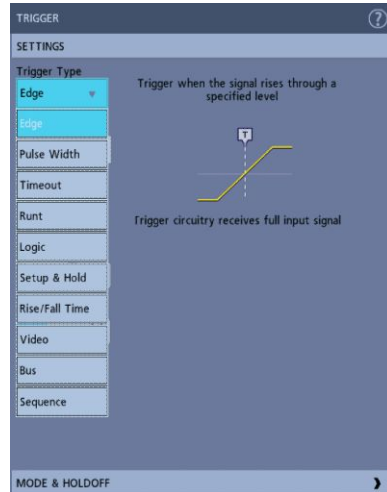 TRIGGER
?
SETTINGS
Trigger Type
Edge
Edge
Pulse Width
Timeout
Runt
Logic
Setup & Hold
Rise/Fall Time
Video
Bus
Sequence
Trigger when the signal rises through a
specified level
T
Trigger circuitry receives full input signal
MODE & HOLDOFF